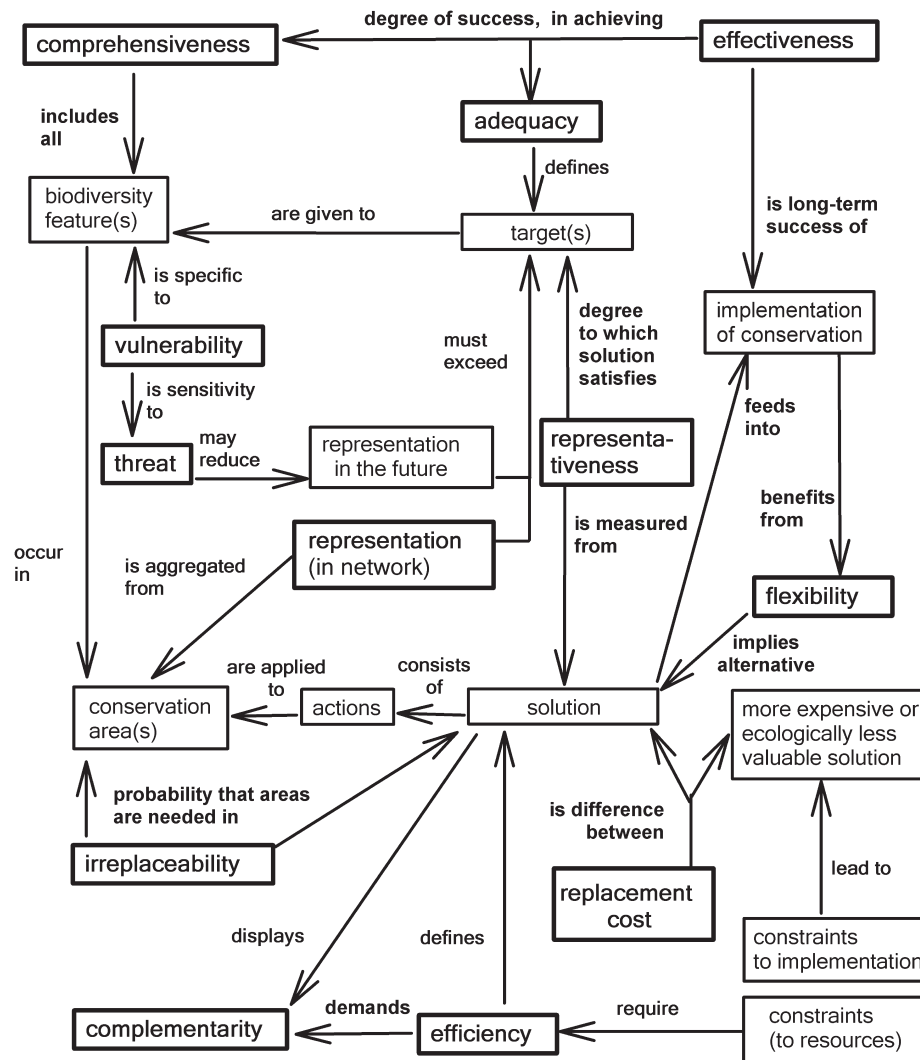 degree of success, in achieving
comprehensiveness
effectiveness
includes
all
adequacy
defines
biodiversity
feature(s)
are given to
target(s)
is long-term
success of
is specific
to
vulnerability
must
exceed
degree
to which
solution
satisfies
implementation
of conservation
is sensitivity
to
feeds
into
threat
may
reduce
representation
in the future
representa-
tiveness
benefits
from
is measured
from
occur
in
is aggregated
from
representation
(in network)
flexibility
implies
alternative
are applied
to
consists
of
conservation
area(s)
actions
solution
more expensive or
ecologically less
valuable solution
probability that areas
are needed in
is difference
between
irreplaceability
replacement
cost
lead to
displays
defines
constraints
to implementation
complementarity
demands
efficiency
require
constraints
(to resources)